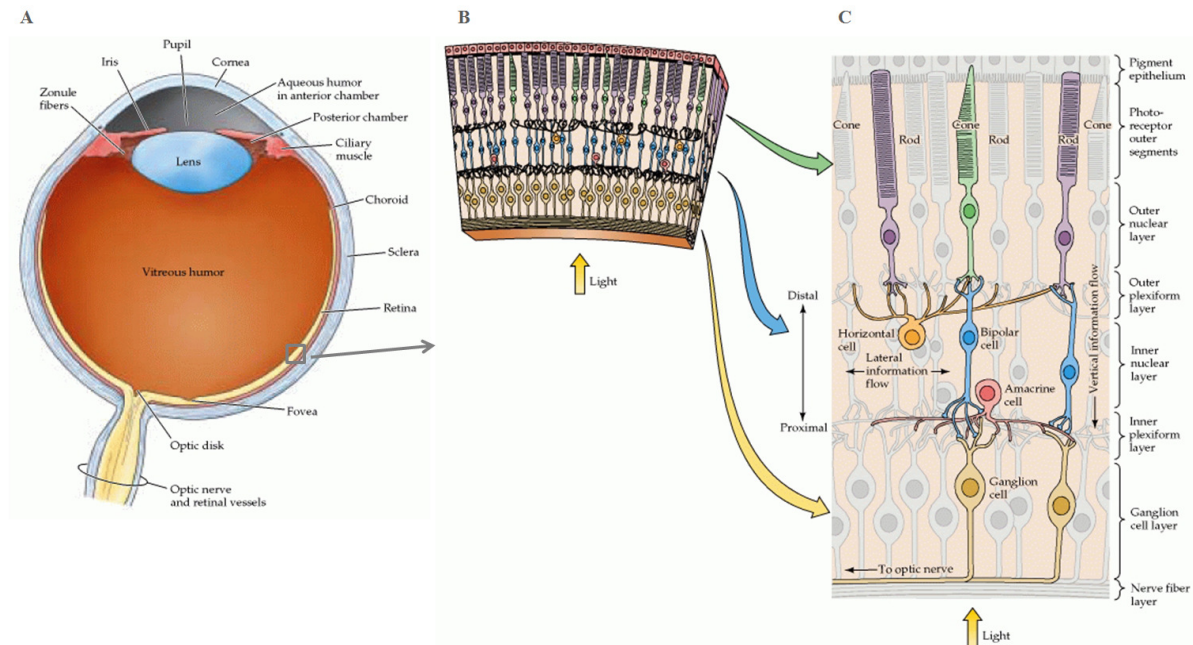 A
Pupil
Iris
Cornea
Zonule
fibers
Aqueous humor
in anterior chamber
Posterior chamber
Ciliary
muscle
Lens
Choroid
Sclera
Vitreous humor
Retina
Fovea
Optic disk
Optic nerve
and retinal vessels
B
Light
C
Pigment
epithelium
Cone
Rod
Cone
Rod
Rod
Cone
Photo-
receptor
outer
segments
Outer
nuclear
layer
Outer
plexiform
layer
Distal
Horizontal
cell
Bipolar
cell
Vertical information flow
Inner
nuclear
layer
Lateral
information
flow
Amacrine
cell
Proximal
Inner
plexiform
layer
Ganglion
cell
Ganglion
cell layer
To optic nerve
Nerve fiber
layer
Light